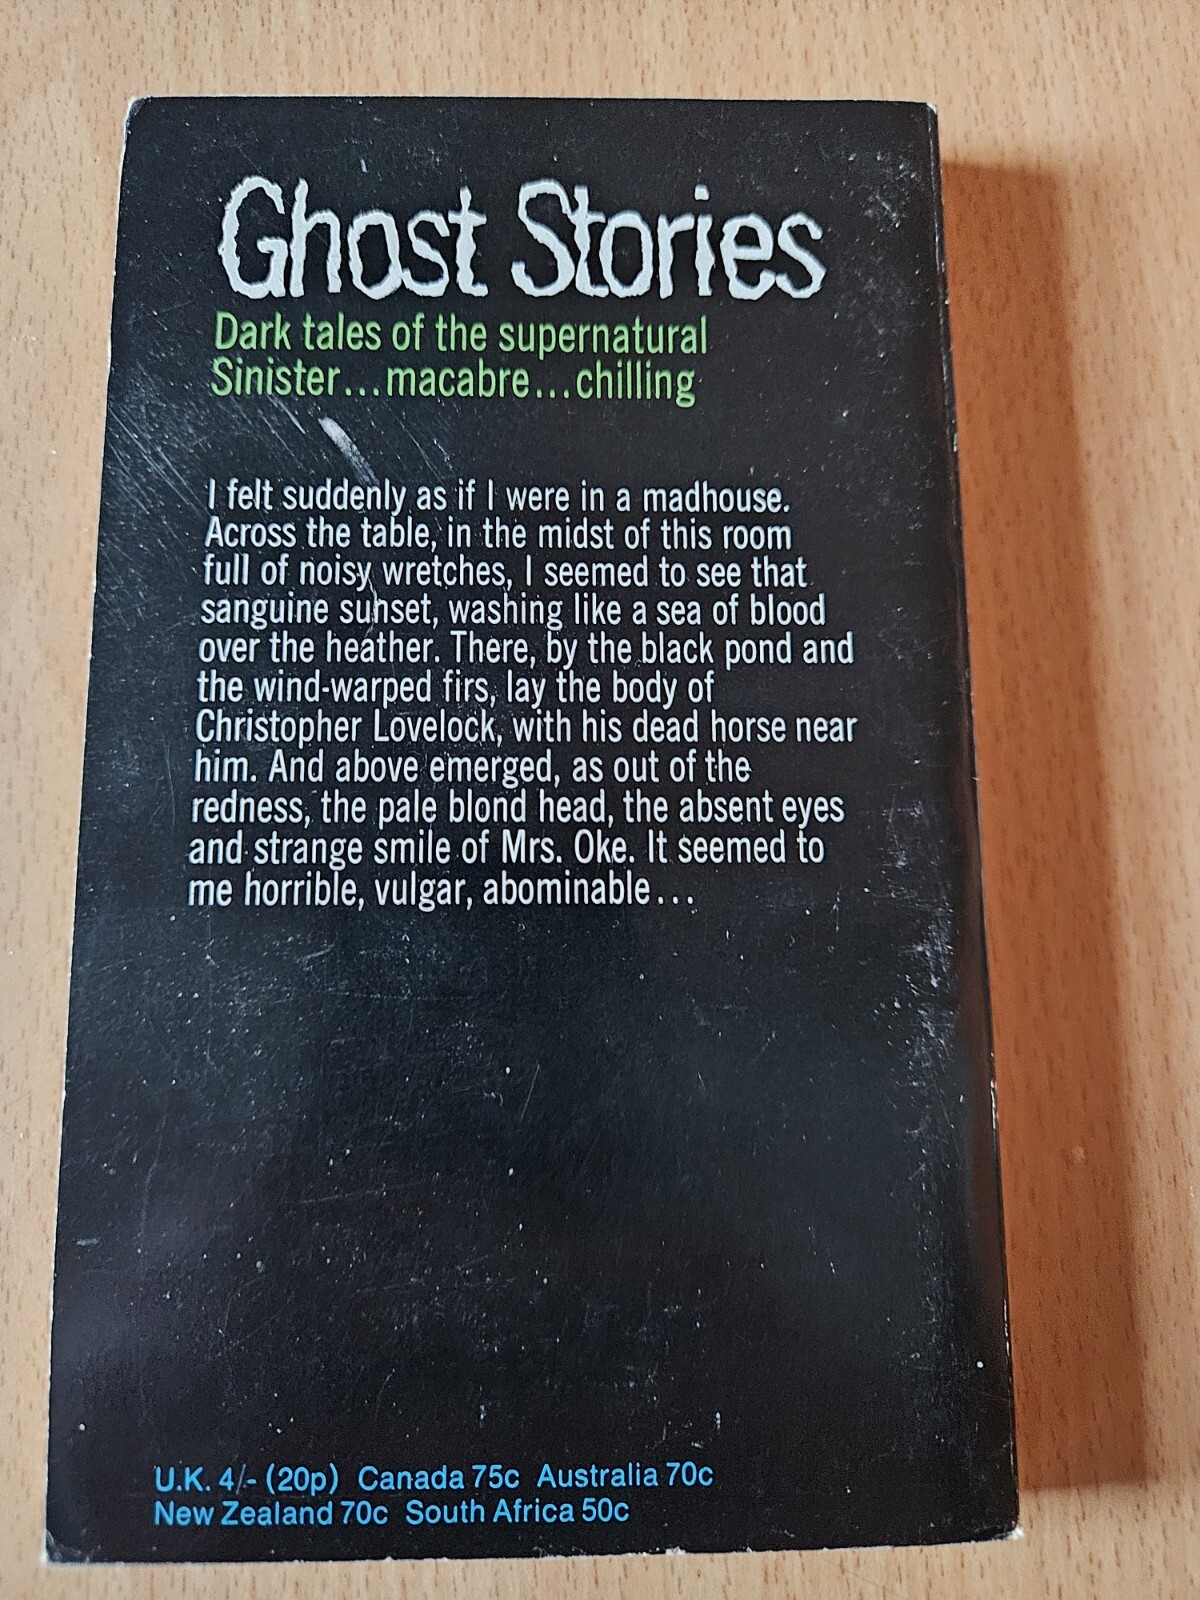 Ghost Stories
Dark tales of the supernatural
Sinister...macabre...chilling
I felt suddenly as if I were in a madhouse.
Across the table, in the midst of this room
full of noisy wretches, I seemed to see that
sanguine sunset, washing like a sea of blood
over the heather. There, by the black pond and
the wind-warped firs, lay the body of
Christopher Lovelock, with his dead horse near
him. And above emerged, as out of the
redness, the pale blond head, the absent eyes
and strange smile of Mrs. Oke. It seemed to
me horrible, vulgar, abominable...
U.K. 4/- (20p) Canada 75c Australia 70c
New Zealand 70c South Africa 50c